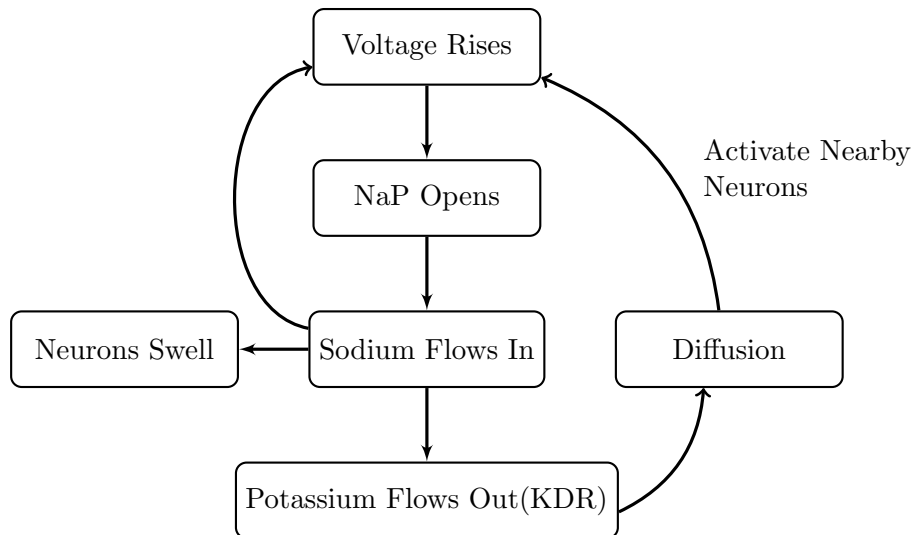 Voltage Rises
Activate Nearby
Neurons
NaP Opens
Neurons Swell
Sodium Flows In
Diffusion
Potassium Flows Out(KDR)